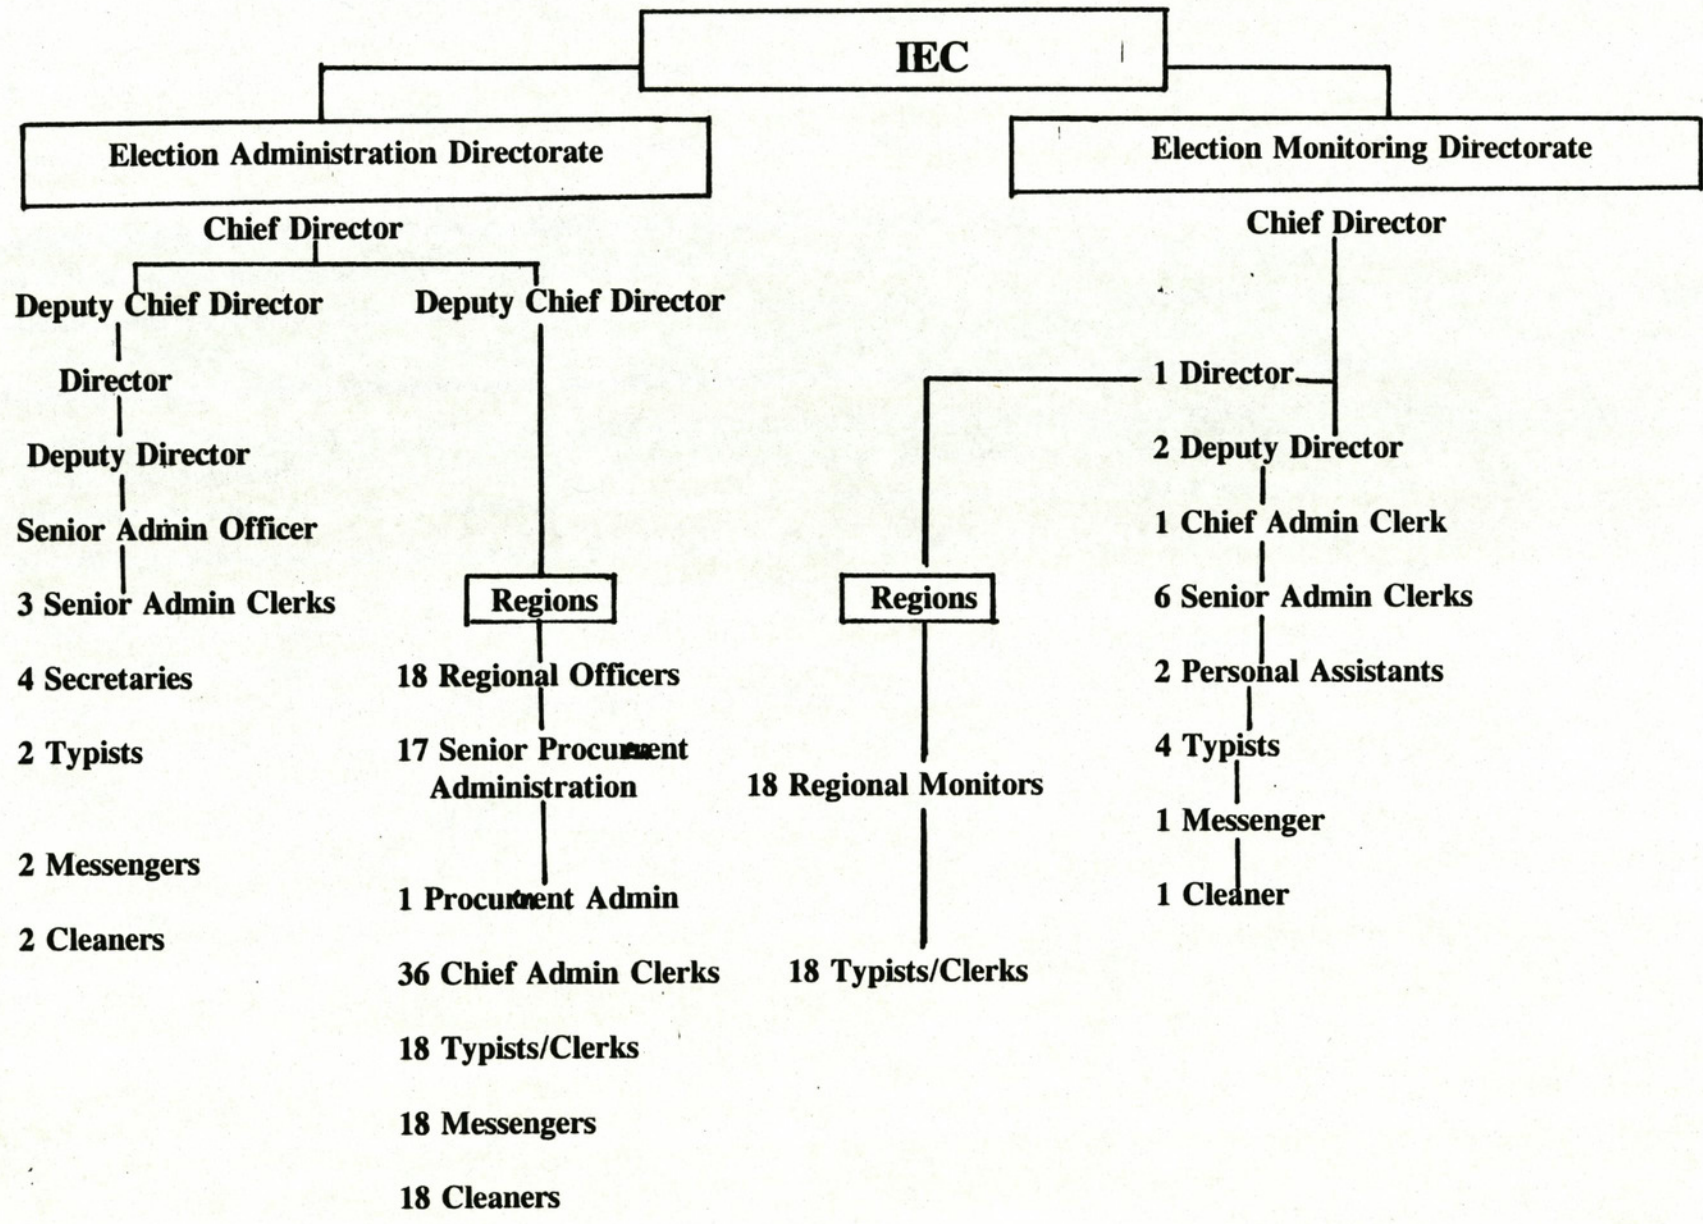 IEC
Election Administration Directorate
Election Monitoring Directorate
Chief Director
Chief Director
Deputy Chief Director
Deputy Chief Director
Director
1 Director
Deputy Director
2 Deputy Director
Senior Admin Officer
1 Chief Admin Clerk
3 Senior Admin Clerks
Regions
Regions
6 Senior Admin Clerks
4 Secretaries
18 Regional Officers
2 Personal Assistants
2 Typists
17 Senior Procurement
Administration
18 Regional Monitors
4 Typists
1 Messenger
2 Messengers
1 Procurement Admin
1 Cleaner
2 Cleaners
36 Chief Admin Clerks
18 Typists/Clerks
18 Typists/Clerks
18 Messengers
18 Cleaners